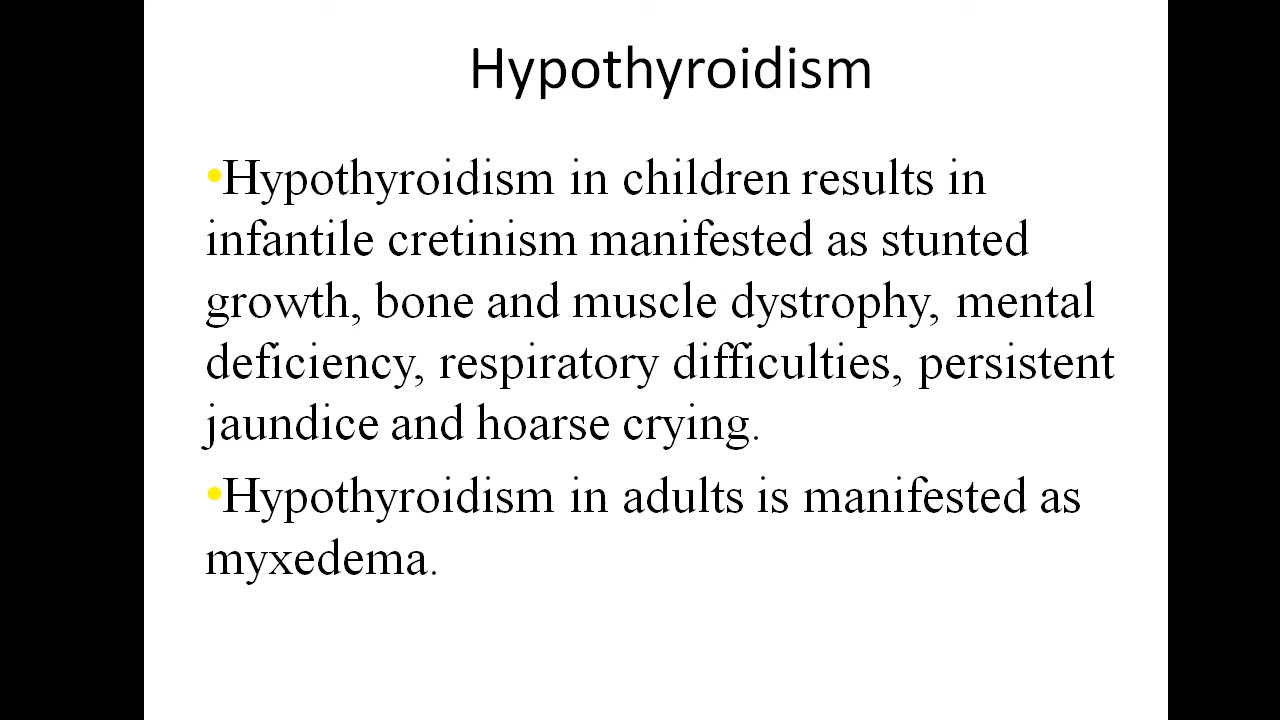 Hypothyroidism
•Hypothyroidism in children results in
infantile cretinism manifested as stunted
growth, bone and muscle dystrophy, mental
deficiency, respiratory difficulties, persistent
jaundice and hoarse crying.
•Hypothyroidism in adults is manifested as
myxedema.